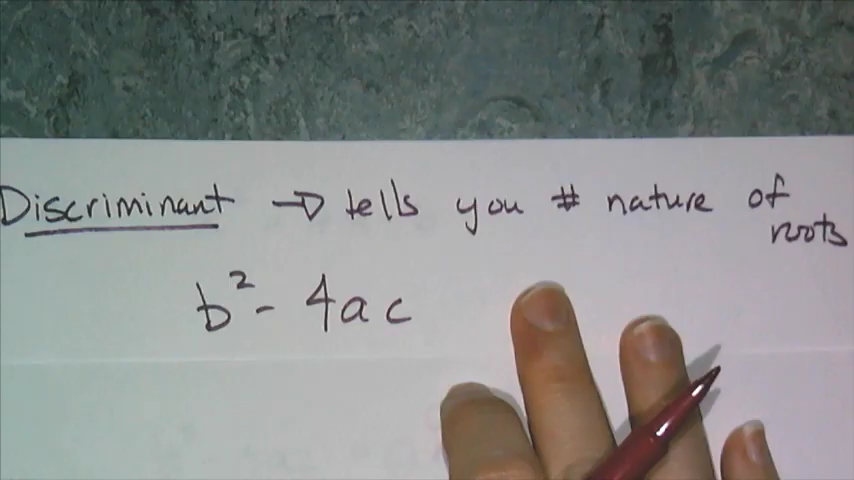 Discriminant → tells you # nature of
roots
b² - 4ac